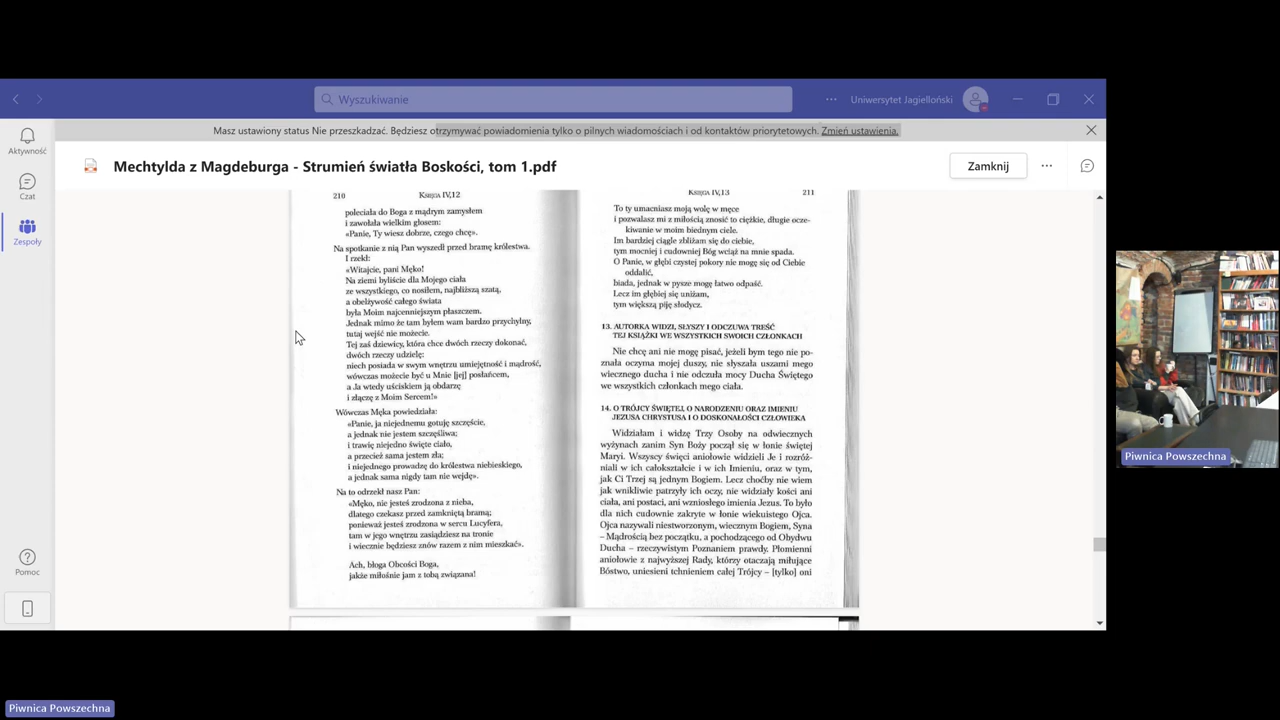 Wyszukiwanie
Uniwersytet Jagielloński
Masz ustawiony status Nie przeszkadzać. Będziesz otrzymywać powiadomienia tylko o pilnych wiadomościach i od kontaktów priorytetowych. Zmień ustawienia.
Aktywność
Czat
Zespoły
Pomoc
Mechtylda z Magdeburga - Strumień światła Boskości, tom 1.pdf
Zamknij
210 Księga IV,12
poleciała do Boga z mądrym zamysłem
i zawołała wielkim głosem:
«Panie, Ty wiesz dobrze, czego chcę».
Na spotkanie z nią Pan wyszedł przed bramę królestwa.
I rzekł:
«Witajcie, pani Męko!
Na ziemi byliście dla Mojego ciała
ze wszystkiego, co nosiłem, najbliższą szatą,
a obelżywość całego świata
była Moim najcenniejszym płaszczem.
Jednak mimo że tam byłem wam bardzo przychylny,
tutaj wejść nie możecie.
Tej zaś dziewicy, która chce dwóch rzeczy dokonać,
dwóch rzeczy udzielę:
niech posiada w swym wnętrzu umiejętność i mądrość,
wówczas możecie być u Mnie [jej] posłańcem,
a Ja wtedy uściskiem ją obdarzę
i złączę z Moim Sercem!»
Wówczas Męka powiedziała:
«Panie, ja niejednemu gotuję szczęście,
a jednak nie jestem szczęśliwa;
i trawię niejedno święte ciało,
a przecież sama jestem zła;
i niejednego prowadzę do królestwa niebieskiego,
a jednak sama nigdy tam nie wejdę».
Na to odrzekł nasz Pan:
«Męko, nie jesteś zrodzona z nieba,
dlatego czekasz przed zamkniętą bramą;
ponieważ jesteś zrodzona w sercu Lucyfera,
tam w jego wnętrzu zasiądziesz na tronie
i wiecznie będziesz znów razem z nim mieszkać».
Ach, błoga Obcości Boga,
jakże miłośnie jam z tobą związana!
Księga IV,13 211
To ty umacniasz moją wolę w męce
i pozwalasz mi z miłością znosić to ciężkie, długie ocze-
kiwanie w moim biednym ciele.
Im bardziej ciągle zbliżam się do ciebie,
tym mocniej i cudowniej Bóg wciąż na mnie spada.
O Panie, w głębi czystej pokory nie mogę się od Ciebie
oddalić,
biada, jednak w pysze mogę łatwo odpaść.
Lecz im głębiej się uniżam,
tym większą piję słodycz.
13. AUTORKA WIDZI, SŁYSZY I ODCZUWA TREŚĆ
TEJ KSIĄŻKI WE WSZYSTKICH SWOICH CZŁONKACH
Nie chcę ani nie mogę pisać, jeżeli bym tego nie po-
znała oczyma mojej duszy, nie słyszała uszami mego
wiecznego ducha i nie odczuła mocy Ducha Świętego
we wszystkich członkach mego ciała.
14. O TRÓJCY ŚWIĘTEJ, O NARODZENIU ORAZ IMIENIU
JEZUSA CHRYSTUSA I O DOSKONAŁOŚCI CZŁOWIEKA
Widziałam i widzę Trzy Osoby na odwiecznych
wyżynach zanim Syn Boży począł się w łonie świętej
Maryi. Wszyscy święci aniołowie widzieli Je i rozróż-
niali w ich całokształcie i w ich Imieniu, oraz w tym,
jak Ci Trzej są jednym Bogiem. Lecz choćby nie wiem
jak wnikliwie patrzyły ich oczy, nie widziały kości ani
ciała, ani postaci, ani wzniosłego imienia Jezus. To było
dla nich cudownie zakryte w łonie wiekuistego Ojca.
Ojca nazywali niestworzonym, wiecznym Bogiem, Syna
– Mądrością bez początku, a pochodzącego od Obydwu
Ducha – rzeczywistym Poznaniem prawdy. Płomienni
aniołowie z najwyższej Rady, którzy otaczają miłujące
Bóstwo, uniesieni tchnieniem całej Trójcy – [tylko] oni
Piwnica Powszechna
Piwnica Powszechna